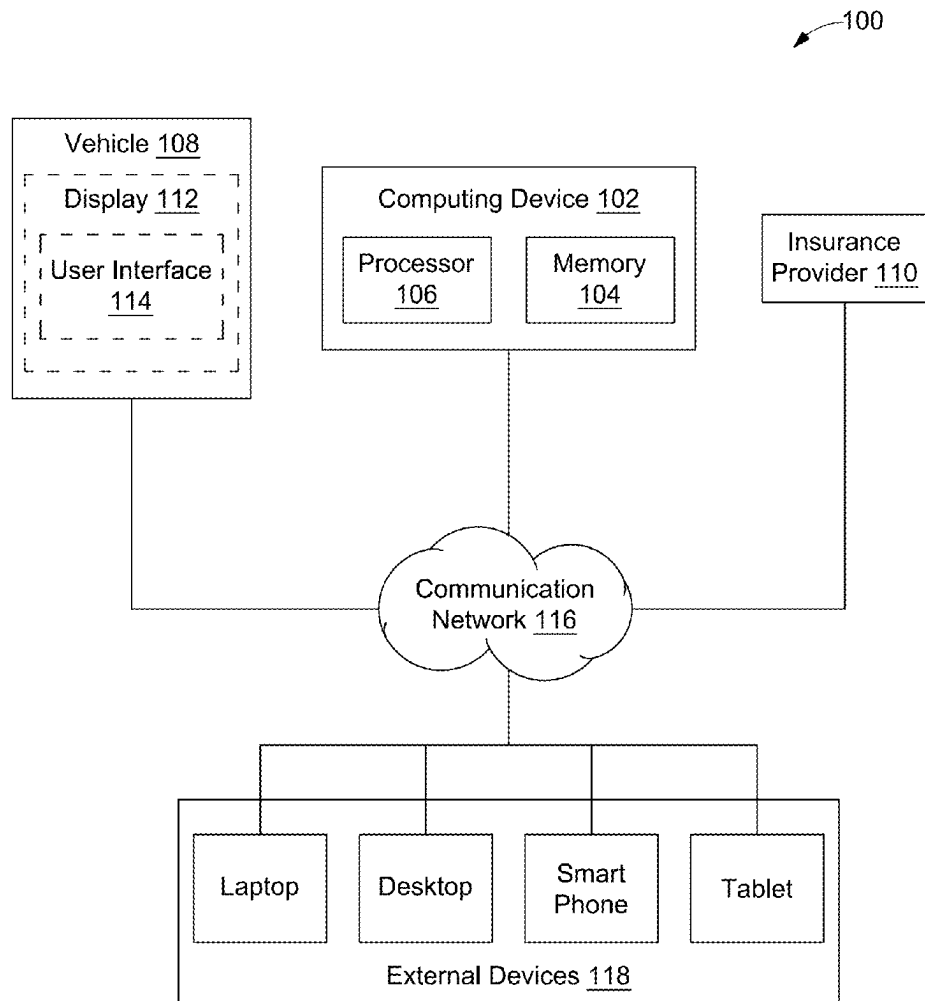 100
Vehicle 108
Display 112
User Interface
114
Computing Device 102
Processor
106
Memory
104
Insurance
Provider 110
Communication
Network 116
Laptop
Desktop
Smart
Phone
Tablet
External Devices 118